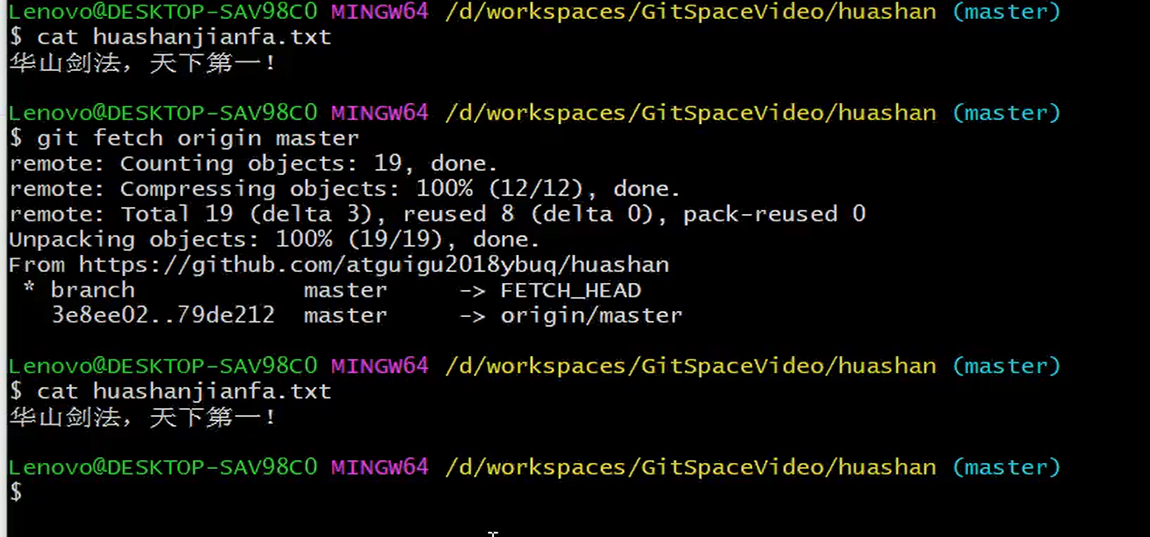 Lenovo@DESKTOP-SAV98C0 MINGW64 /d/workspaces/GitSpaceVideo/huashan (master)
$ cat huashanjianfa.txt
华山剑法，天下第一！
Lenovo@DESKTOP-SAV98C0 MINGW64 /d/workspaces/GitSpaceVideo/huashan (master)
$ git fetch origin master
remote: Counting objects: 19, done.
remote: Compressing objects: 100% (12/12), done.
remote: Total 19 (delta 3), reused 8 (delta 0), pack-reused 0
Unpacking objects: 100% (19/19), done.
From https://github.com/atguigu2018ybuq/huashan
 * branch            master     -> FETCH_HEAD
   3e8ee02..79de212  master     -> origin/master
Lenovo@DESKTOP-SAV98C0 MINGW64 /d/workspaces/GitSpaceVideo/huashan (master)
$ cat huashanjianfa.txt
华山剑法，天下第一！
Lenovo@DESKTOP-SAV98C0 MINGW64 /d/workspaces/GitSpaceVideo/huashan (master)
$